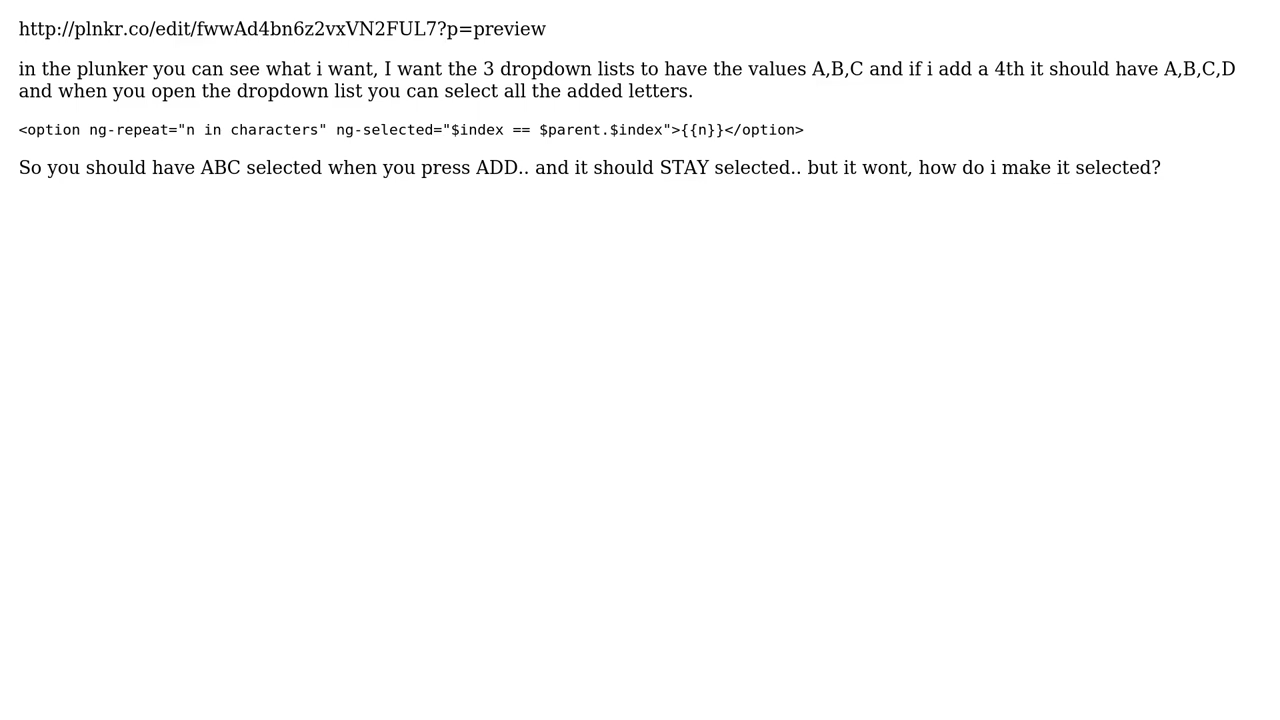 http://plnkr.co/edit/fwwAd4bn6z2vxVN2FUL7?p=preview
in the plunker you can see what i want, I want the 3 dropdown lists to have the values A,B,C and if i add a 4th it should have A,B,C,D
and when you open the dropdown list you can select all the added letters.
<option ng-repeat="n in characters" ng-selected="$index == $parent.$index">{{n}}</option>
So you should have ABC selected when you press ADD.. and it should STAY selected.. but it wont, how do i make it selected?